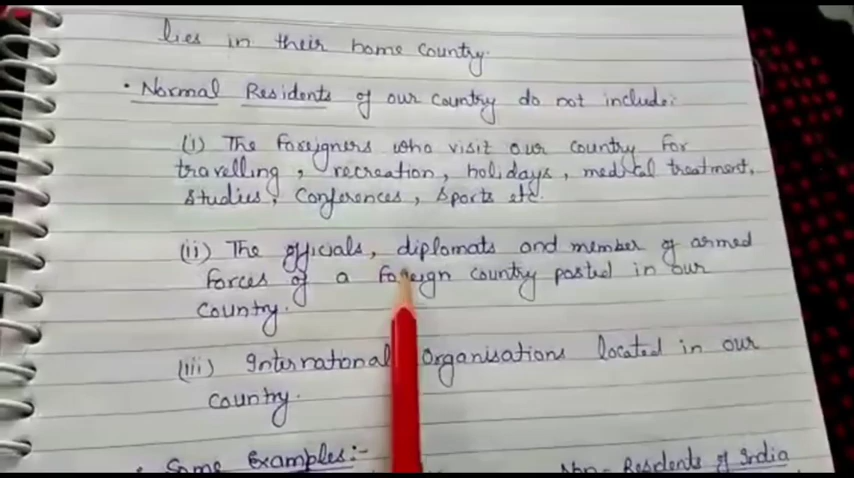 lies in their home country.
• Normal Residents of our country do not include:
(i) The foreigners who visit our country for
travelling, recreation, holidays, medical treatment,
studies, Conferences, sports etc.
(ii) The officials, diplomats and member of armed
forces of a foreign country posted in our
country.
(iii) International Organisations located in our
country.
• Some Examples:-
Non-Residents of India